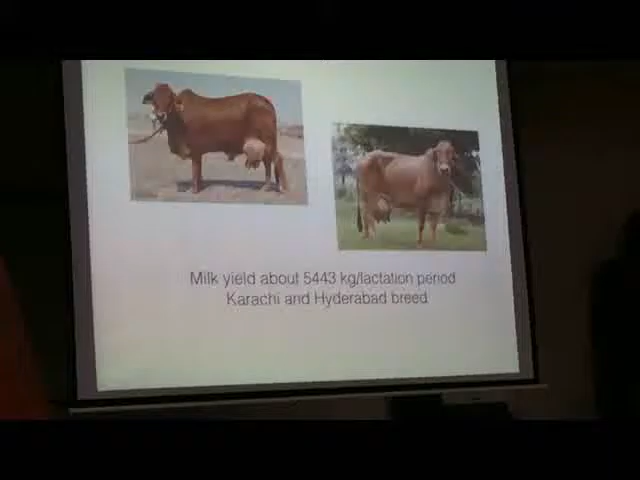 Milk yield about 5443 kg/lactation period
Karachi and Hyderabad breed